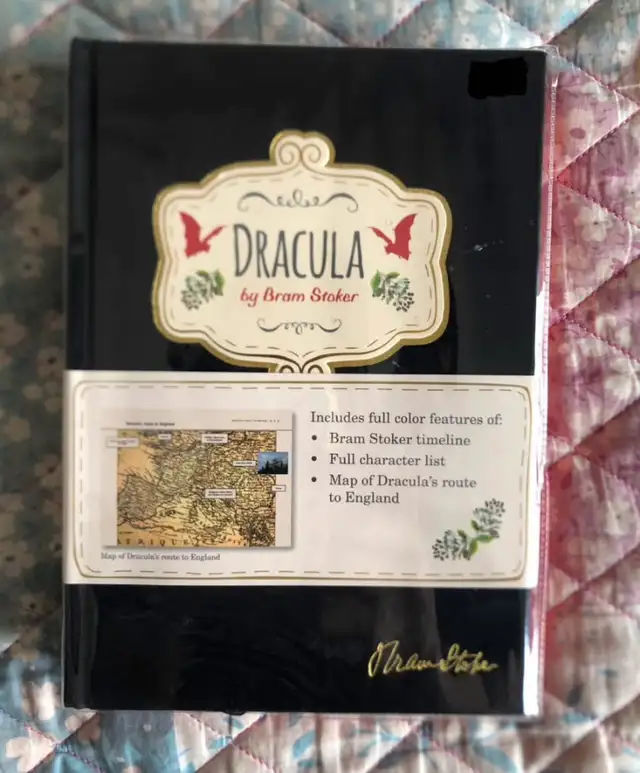 DRACULA
by Bram Stoker
Includes full color features of:
• Bram Stoker timeline
• Full character list
• Map of Dracula's route
to England
AFRIQUE
Map of Dracula's route to England
Bram Stoker